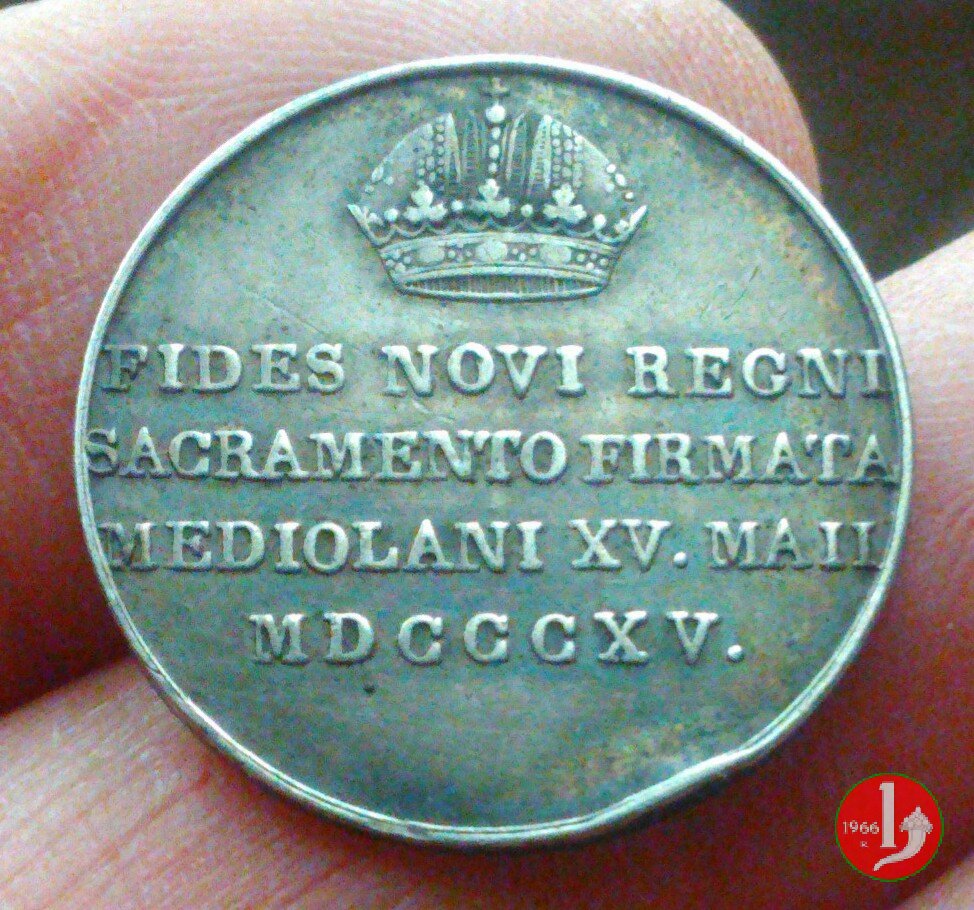 FIDES NOVI REGNI
SACRAMENTO FIRMATA
MEDIOLANI XV. MAII
MDCCCXV.
1966
R.